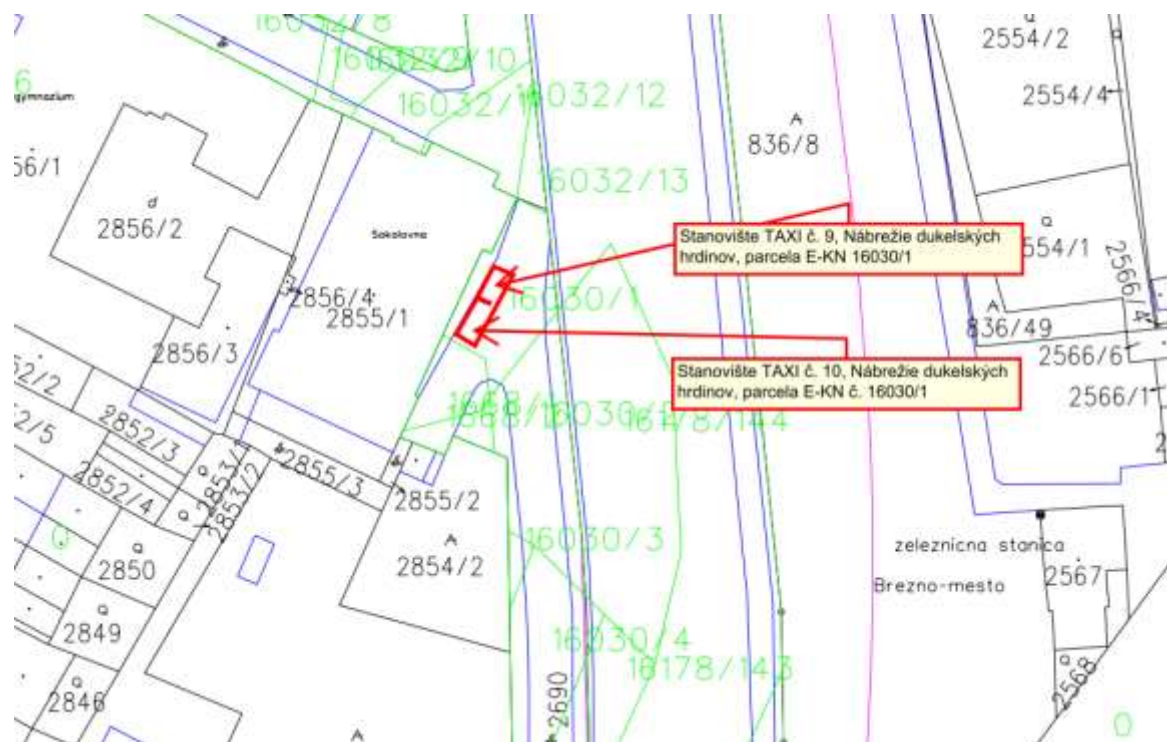 16032/8
2554/2
16032/10
gymnazium
16032/12
2554/4
A
836/8
56/1
16032/13
d
2856/2
Sokolovna
Stanovište TAXI č. 9, Nábrežie dukelských
hrdinov, parcela E-KN 16030/1
554/1
2566/4
2856/4
16030/1
2855/1
A
836/49
2856/3
2566/6
52/2
Stanovište TAXI č. 10, Nábrežie dukelských
hrdinov, parcela E-KN č. 16030/1
2566/1
2852/3
2/5
2853/1
2855/3
2852/4
2853/2
2855/2
A
2854/2
16030/3
zeleznicna stanica
Brezno-mesto
2850
2567
2849
16030/4
16178/143
2846
2690
2568
A